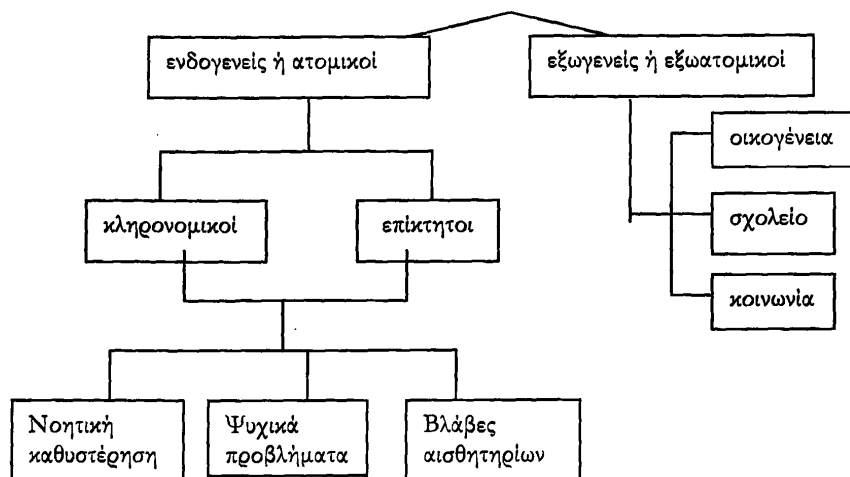 ενδογενείς ή ατομικοί
εξωγενείς ή εξωατομικοί
οικογένεια
κληρονομικοί
επίκτητοι
σχολείο
κοινωνία
Νοητική
καθυστέρηση
Ψυχικά
προβλήματα
Βλάβες
αισθητηρίων